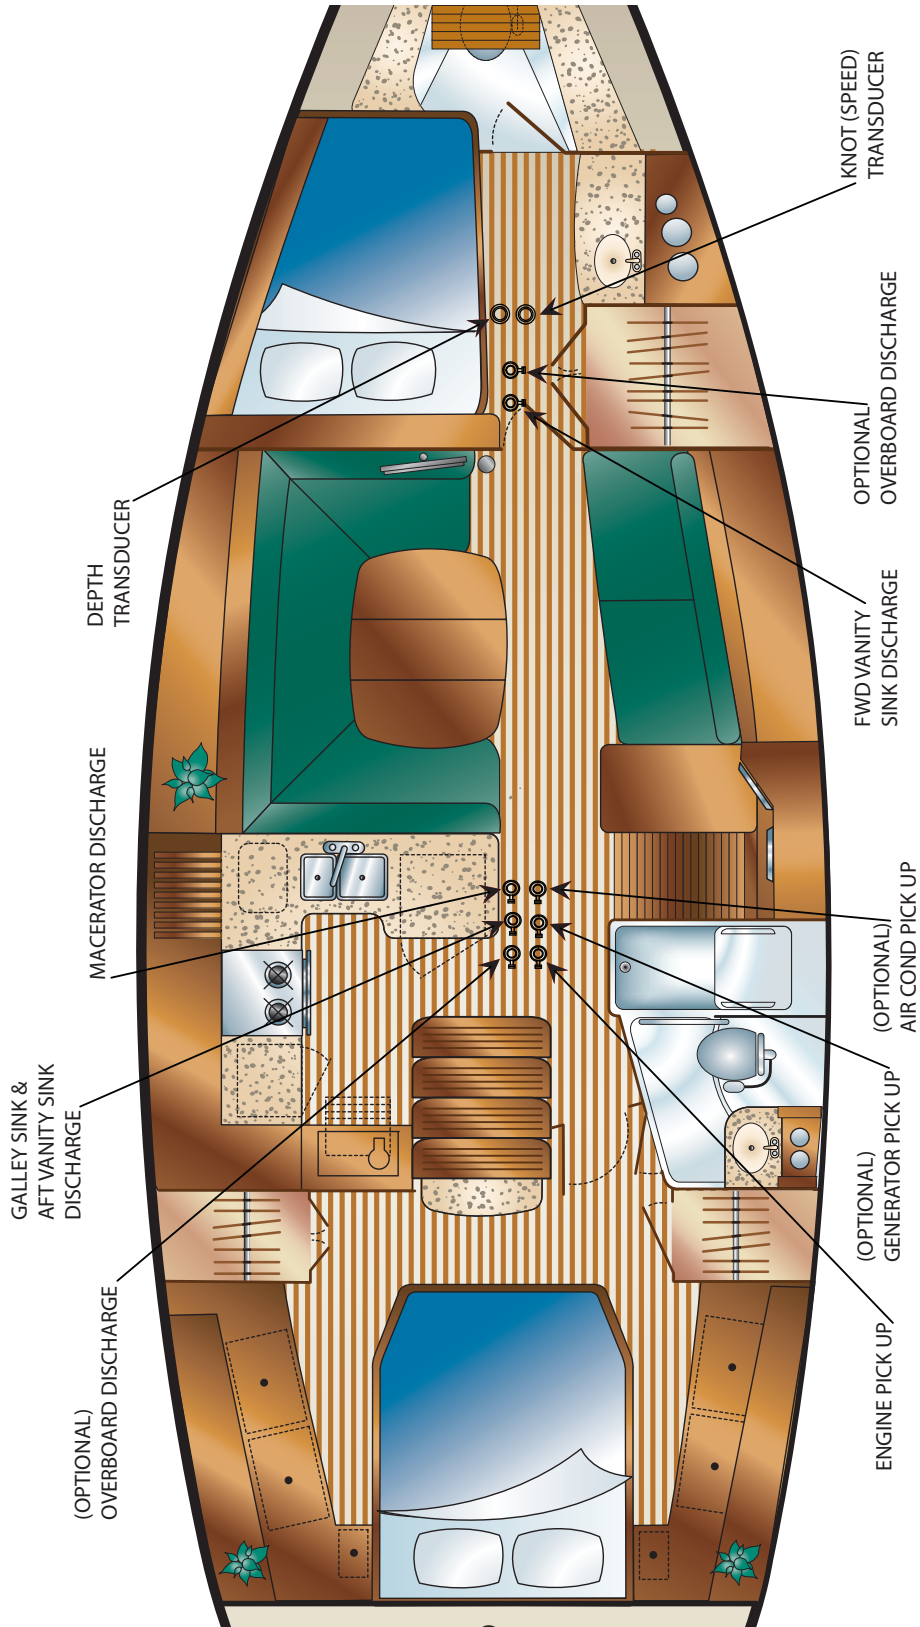 KNOT (SPEED)
TRANSDUCER
OPTIONAL
OVERBOARD DISCHARGE
DEPTH
TRANSDUCER
FWD VANITY
SINK DISCHARGE
MACERATOR DISCHARGE
(OPTIONAL)
AIR COND PICK UP
GALLEY SINK &
AFT VANITY SINK
DISCHARGE
(OPTIONAL)
GENERATOR PICK UP
(OPTIONAL)
OVERBOARD DISCHARGE
ENGINE PICK UP